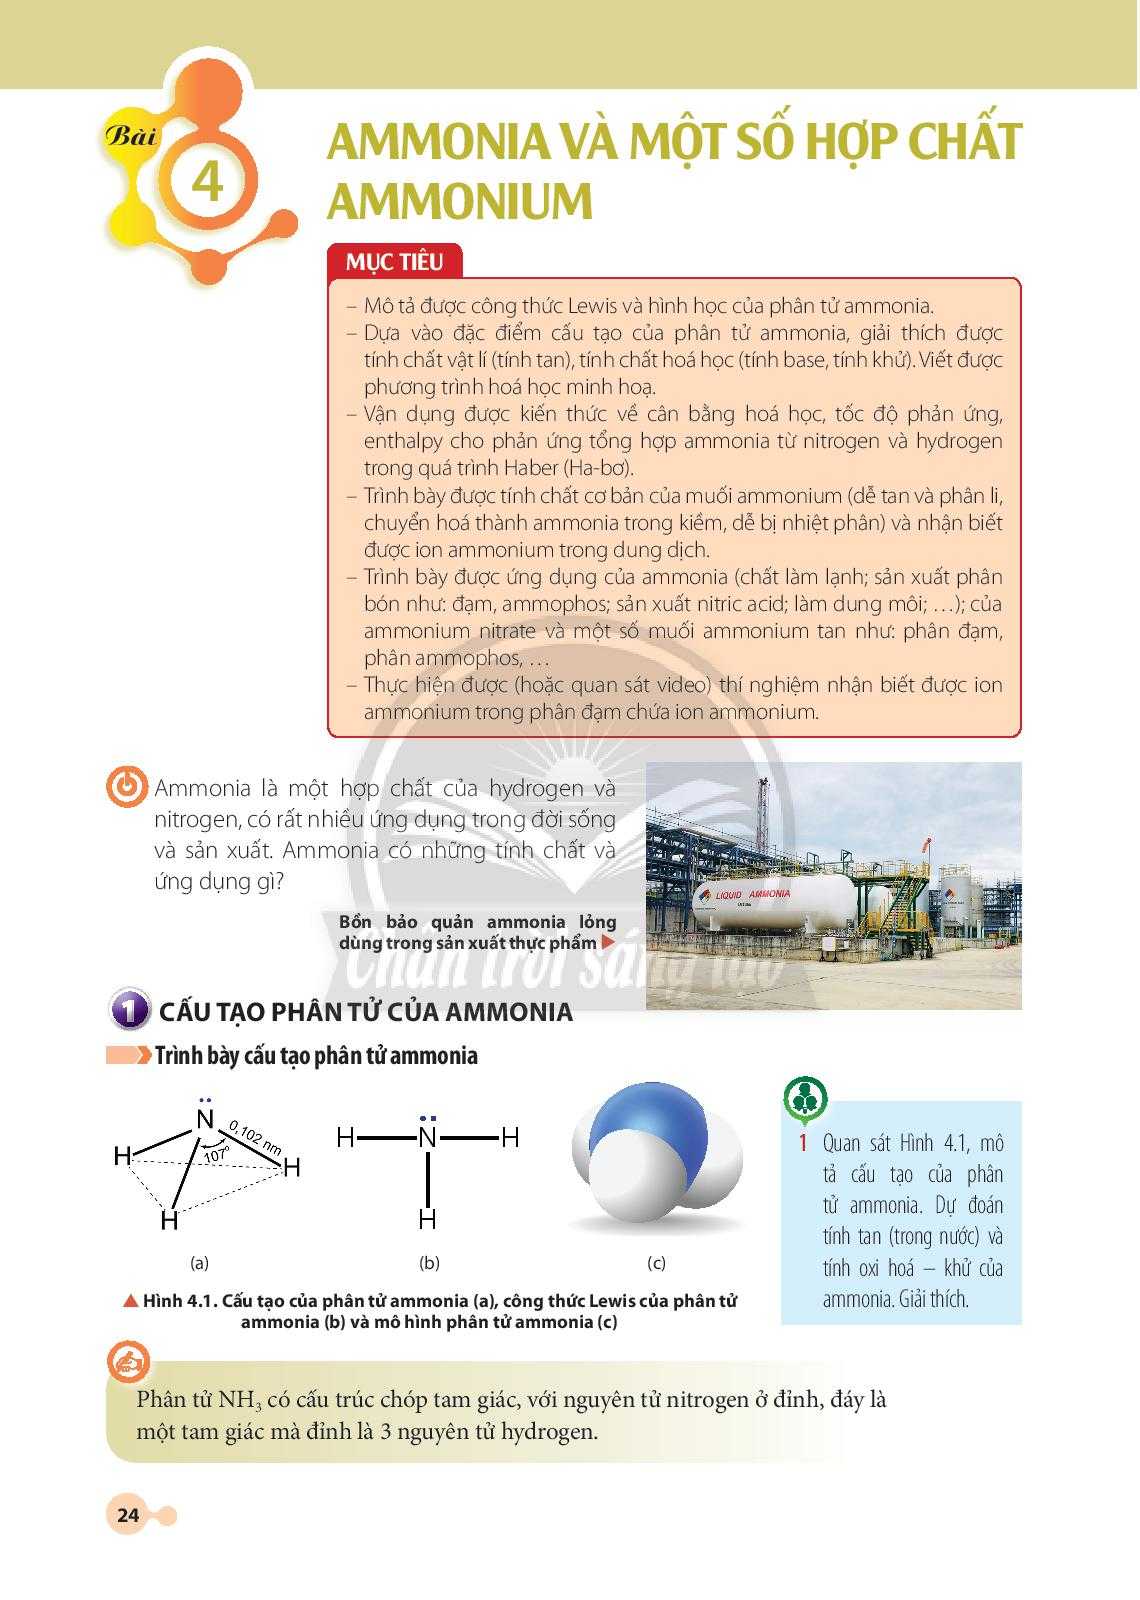 Bài
4
AMMONIA VÀ MỘT SỐ HỢP CHẤT
AMMONIUM
MỤC TIÊU
– Mô tả được công thức Lewis và hình học của phân tử ammonia.
– Dựa vào đặc điểm cấu tạo của phân tử ammonia, giải thích được
tính chất vật lí (tính tan), tính chất hoá học (tính base, tính khử). Viết được
phương trình hoá học minh hoạ.
– Vận dụng được kiến thức về cân bằng hoá học, tốc độ phản ứng,
enthalpy cho phản ứng tổng hợp ammonia từ nitrogen và hydrogen
trong quá trình Haber (Ha-bơ).
– Trình bày được tính chất cơ bản của muối ammonium (dễ tan và phân li,
chuyển hoá thành ammonia trong kiềm, dễ bị nhiệt phân) và nhận biết
được ion ammonium trong dung dịch.
– Trình bày được ứng dụng của ammonia (chất làm lạnh; sản xuất phân
bón như: đạm, ammophos; sản xuất nitric acid; làm dung môi; …); của
ammonium nitrate và một số muối ammonium tan như: phân đạm,
phân ammophos, …
– Thực hiện được (hoặc quan sát video) thí nghiệm nhận biết được ion
ammonium trong phân đạm chứa ion ammonium.
Ammonia là một hợp chất của hydrogen và
nitrogen, có rất nhiều ứng dụng trong đời sống
và sản xuất. Ammonia có những tính chất và
ứng dụng gì?
LIQUID AMMONIA
Bồn bảo quản ammonia lỏng
dùng trong sản xuất thực phẩm
Chân trời sáng tạo
1 CẤU TẠO PHÂN TỬ CỦA AMMONIA
Trình bày cấu tạo phân tử ammonia
N
0,102 nm
107°
H
H
H
(a)
H N H
H
(b)
(c)
Hình 4.1. Cấu tạo của phân tử ammonia (a), công thức Lewis của phân tử
ammonia (b) và mô hình phân tử ammonia (c)
1 Quan sát Hình 4.1, mô
tả cấu tạo của phân
tử ammonia. Dự đoán
tính tan (trong nước) và
tính oxi hoá – khử của
ammonia. Giải thích.
Phân tử NH₃ có cấu trúc chóp tam giác, với nguyên tử nitrogen ở đỉnh, đáy là
một tam giác mà đỉnh là 3 nguyên tử hydrogen.
24